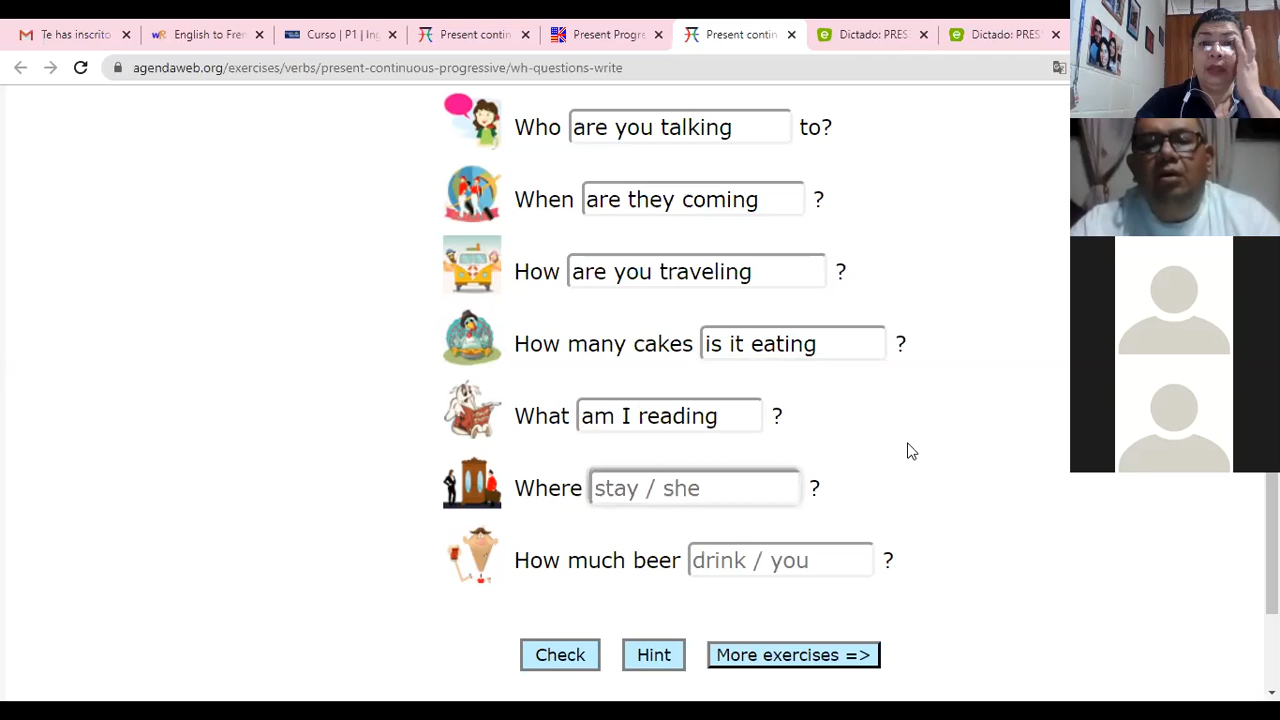 Te has inscrito
English to Fren
Curso | P1 | Ing
Present contin
Present Progre
Present contin
Dictado: PRES
Dictado: PRES
agendaweb.org/exercises/verbs/present-continuous-progressive/wh-questions-write
Who are you talking to?
When are they coming ?
How are you traveling ?
How many cakes is it eating ?
What am I reading ?
Where stay / she ?
How much beer drink / you ?
Check Hint More exercises =>